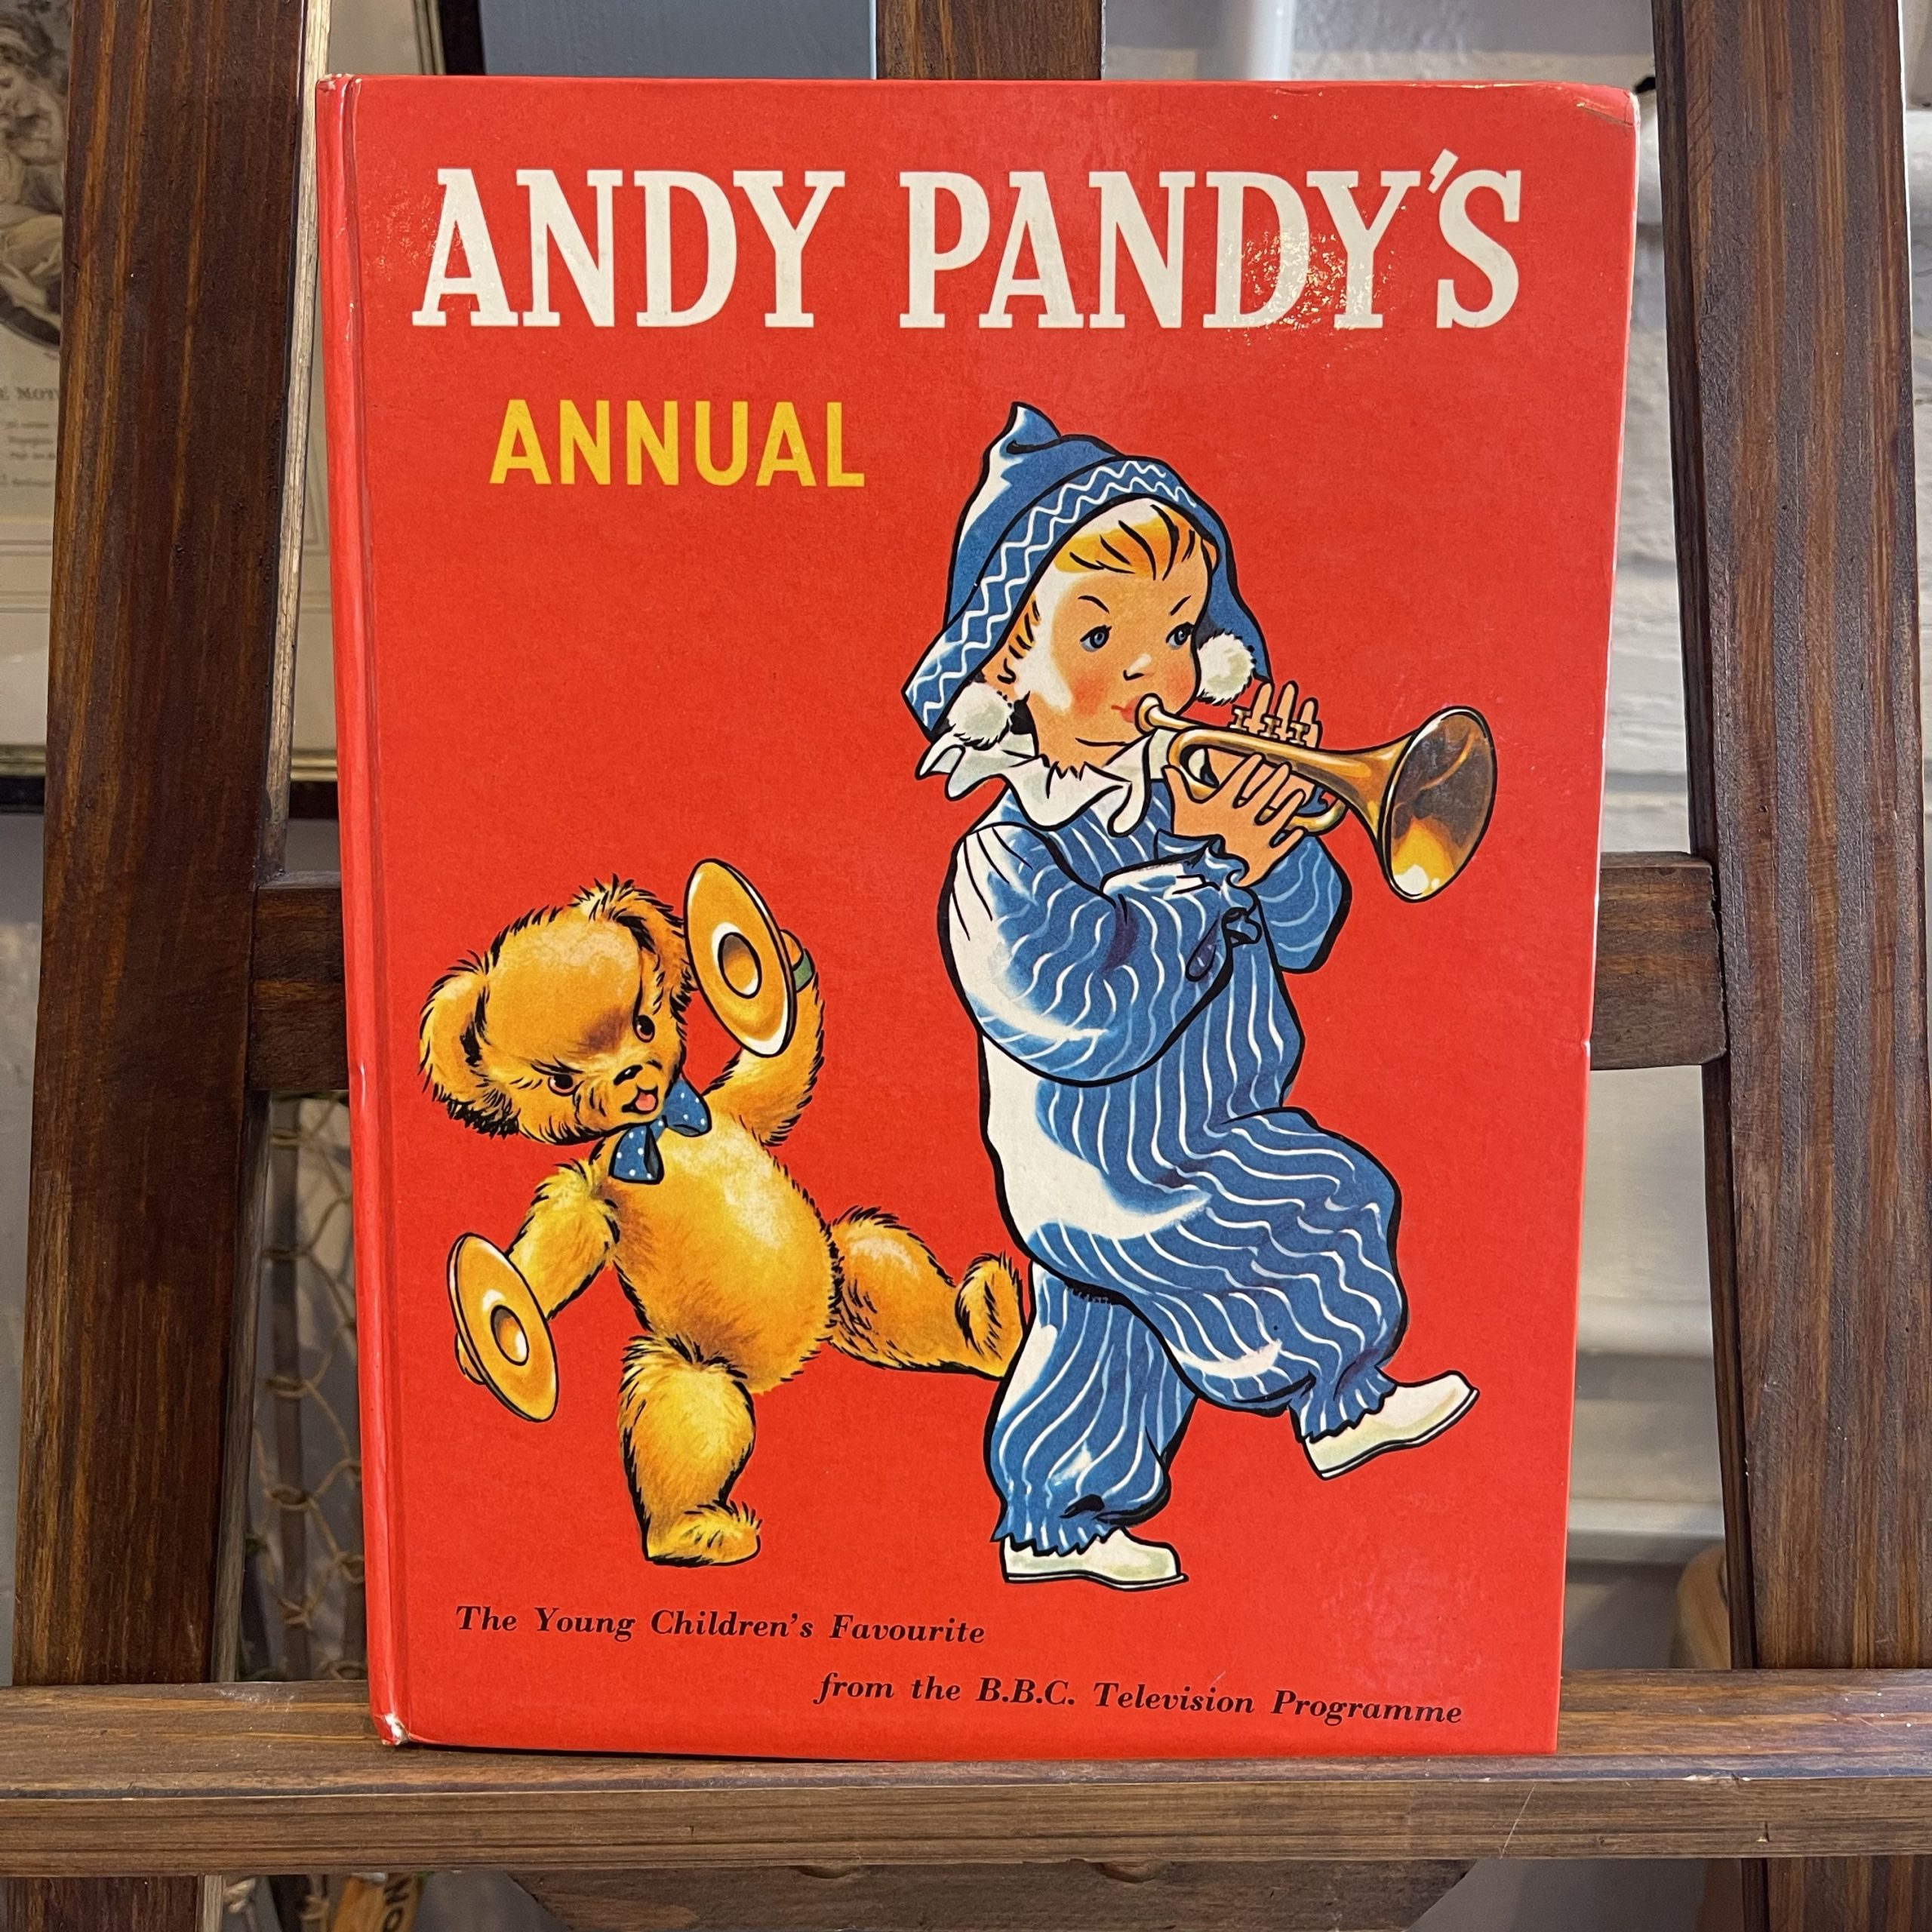 ANDY PANDY'S
ANNUAL
The Young Children's Favourite
from the B.B.C. Television Programme